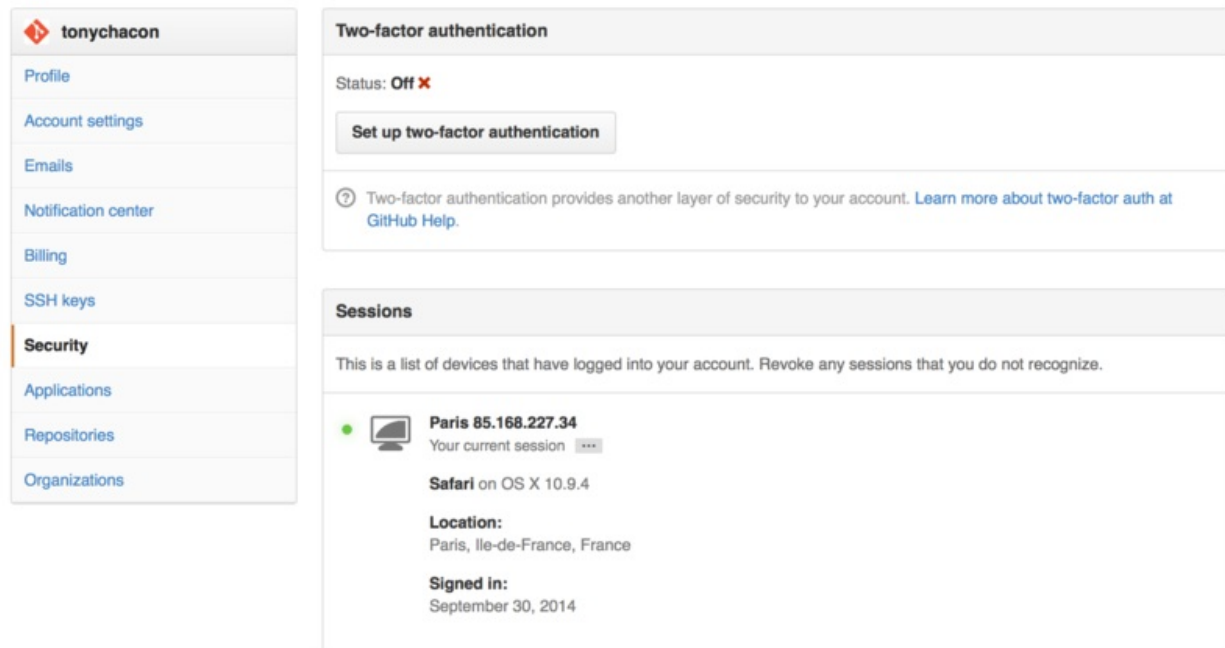 tonychacon
Profile
Account settings
Emails
Notification center
Billing
SSH keys
Security
Applications
Repositories
Organizations
Two-factor authentication
Status: Off ✖
Set up two-factor authentication
Two-factor authentication provides another layer of security to your account. Learn more about two-factor auth at
GitHub Help.
Sessions
This is a list of devices that have logged into your account. Revoke any sessions that you do not recognize.
Paris 85.168.227.34
Your current session ···
Safari on OS X 10.9.4
Location:
Paris, Ile-de-France, France
Signed in:
September 30, 2014